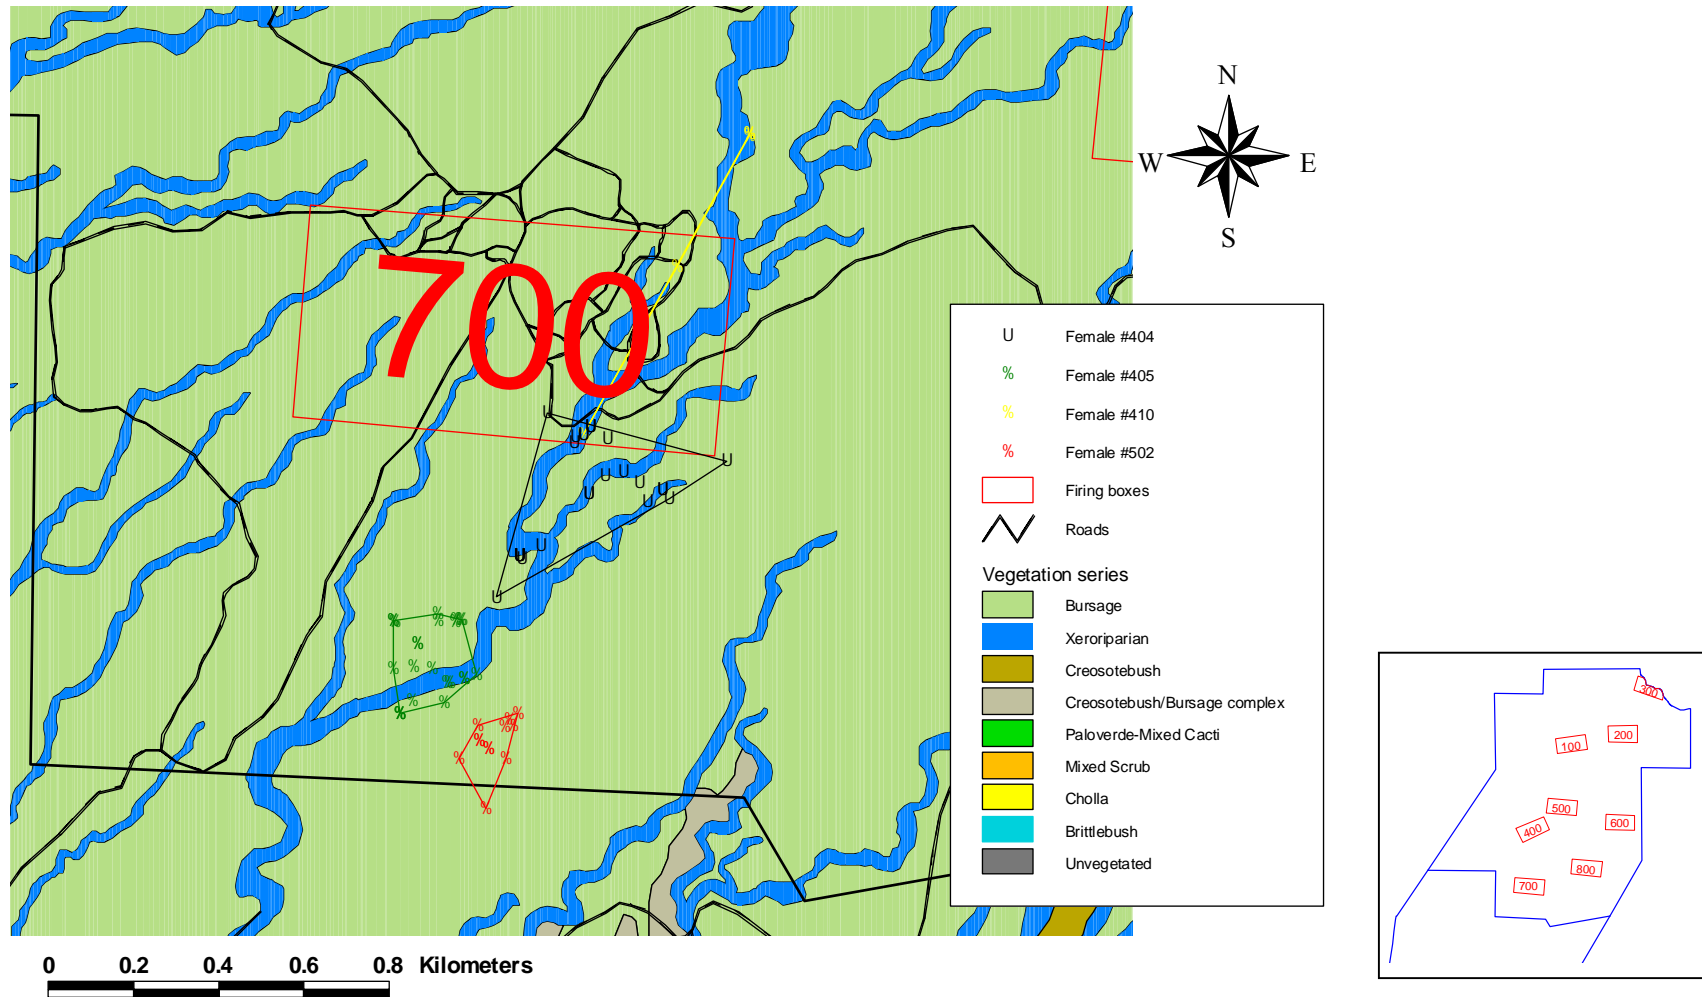 N
W E
S
700
U Female #404
% Female #405
% Female #410
% Female #502
Firing boxes
Roads
Vegetation series
Bursage
Xeroriparian
Creosotebush
Creosotebush/Bursage complex
Paloverde-Mixed Cacti
Mixed Scrub
Cholla
Brittlebush
Unvegetated
300
200
100
500
600
400
800
700
0 0.2 0.4 0.6 0.8 Kilometers